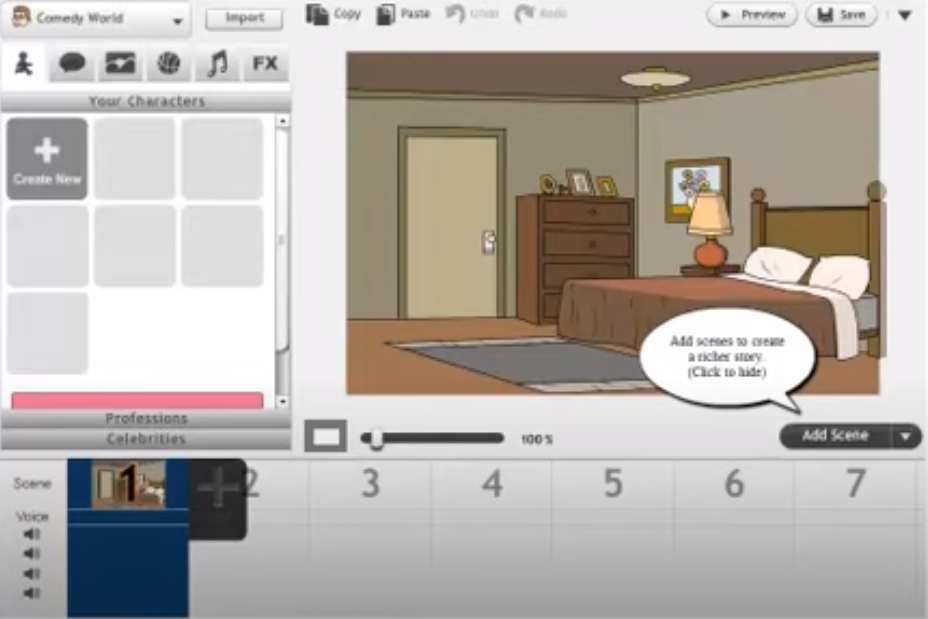 Comedy World
Import
Copy
Paste
Undo
Redo
Preview
Save
FX
Your Characters
Create New
Add scenes to create
a richer story.
(Click to hide)
Professions
Celebrities
100%
Add Scene
Scene
1
2
3
4
5
6
7
Voice